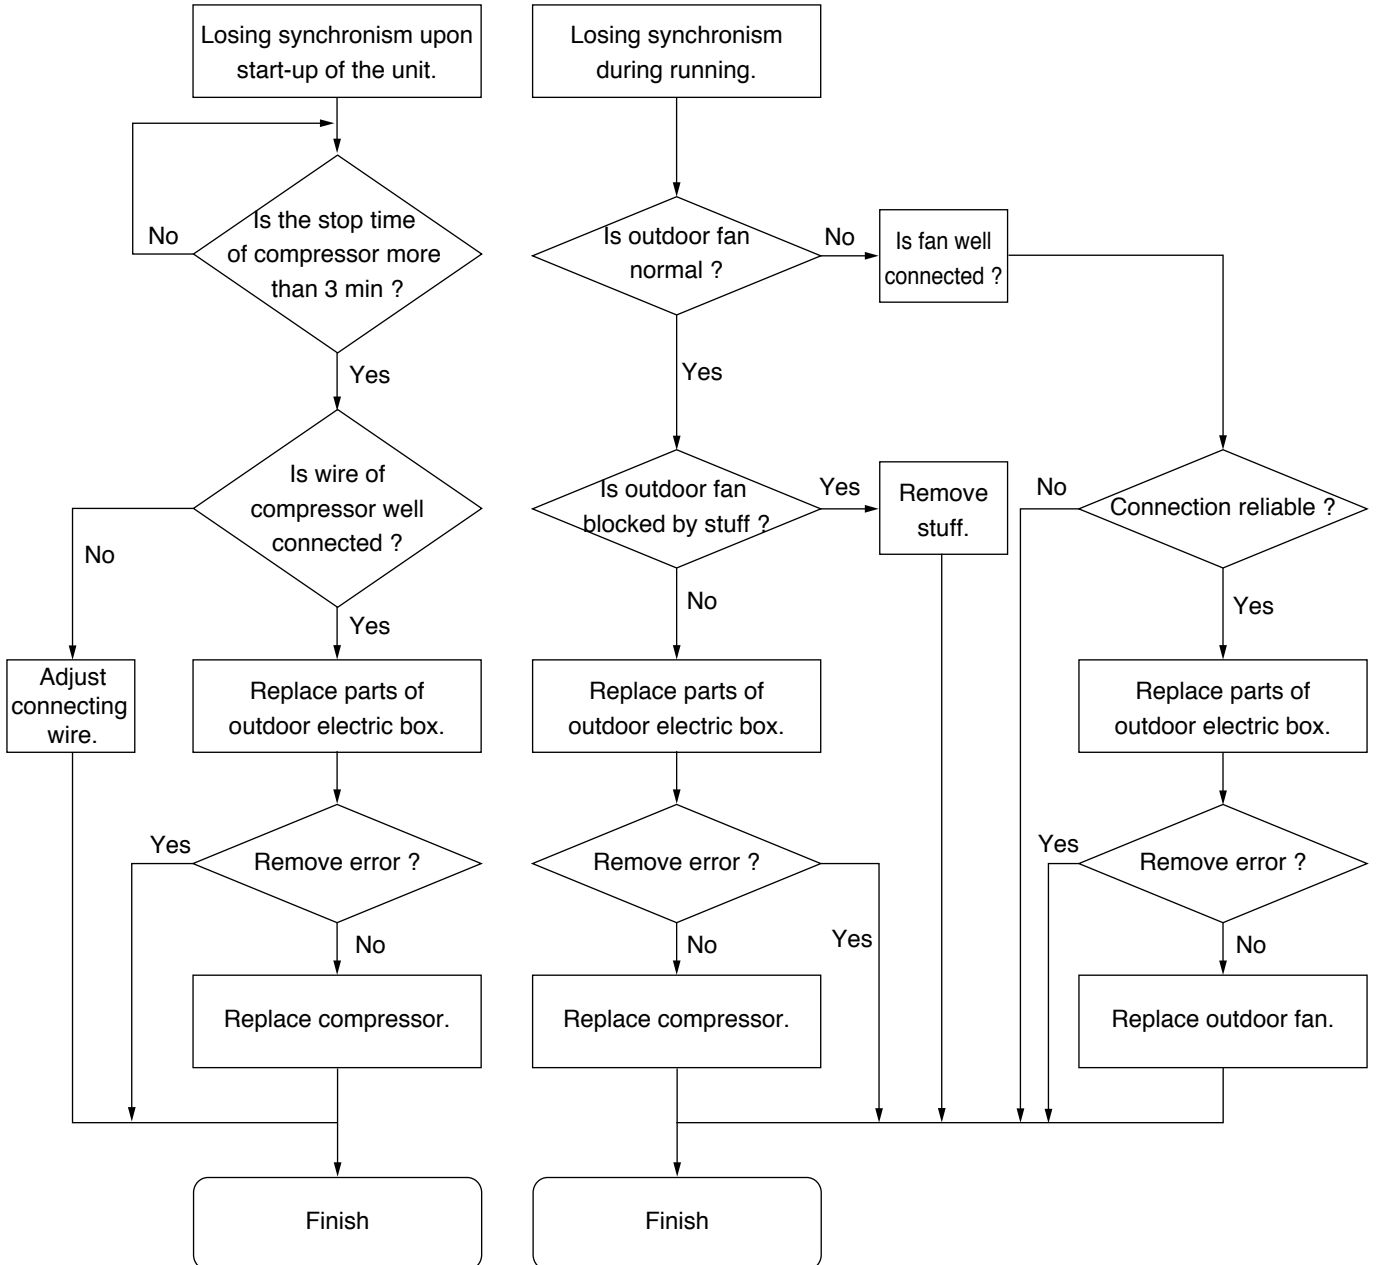 Losing synchronism upon
start-up of the unit.
No
Is the stop time
of compressor more
than 3 min ?
Yes
Is wire of
compressor well
connected ?
No
Yes
Adjust
connecting
wire.
Replace parts of
outdoor electric box.
Yes
Remove error ?
No
Replace compressor.
Finish
Losing synchronism
during running.
Is outdoor fan
normal ?
No
Is fan well
connected ?
Yes
Is outdoor fan
blocked by stuff ?
Yes
Remove
stuff.
No
Connection reliable ?
No
Yes
Replace parts of
outdoor electric box.
Replace parts of
outdoor electric box.
Remove error ?
Yes
Remove error ?
No
Yes
No
Replace compressor.
Replace outdoor fan.
Finish